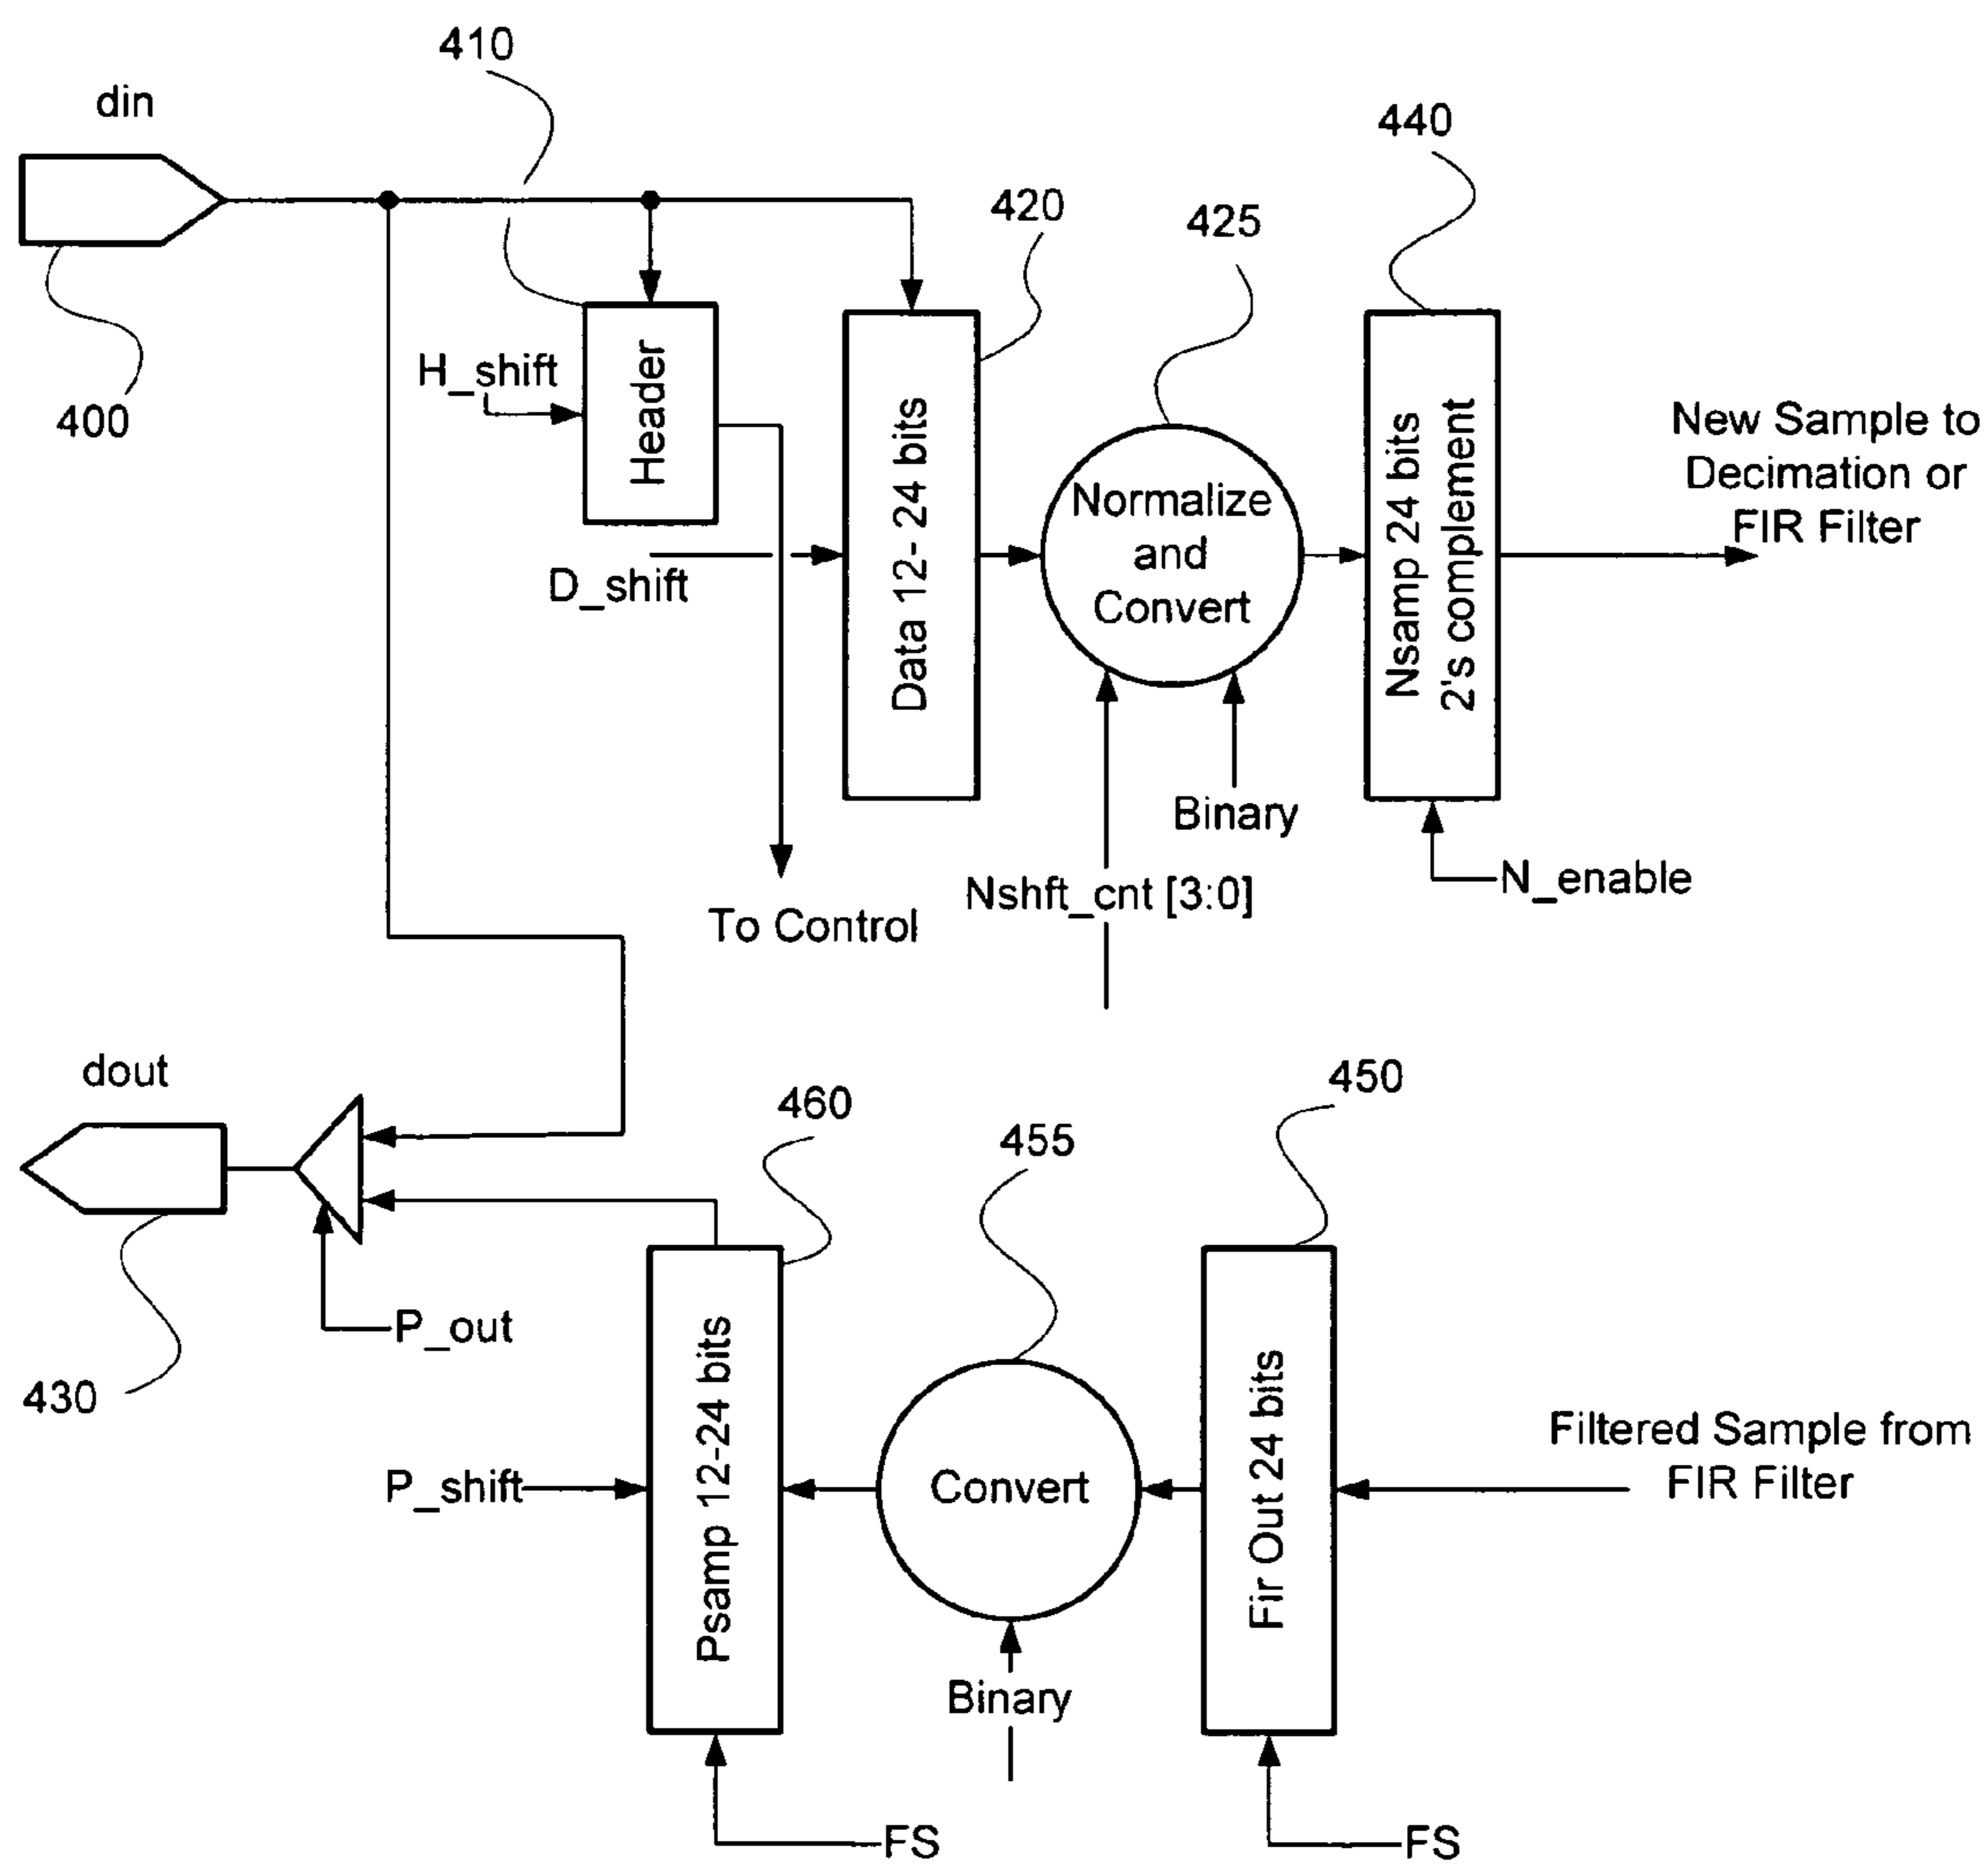 410
din
440
420
425
H_shift
Header
400
Data 12-24 bits
Normalize
and
Convert
Nsamp 24 bits
2's complement
New Sample to
Decimation or
FIR Filter
D_shift
Binary
N_enable
Nshft_cnt [3:0]
To Control
dout
460
455
450
P_out
430
Psamp 12-24 bits
Fir Out 24 bits
Filtered Sample from
FIR Filter
P_shift
Convert
Binary
FS
FS